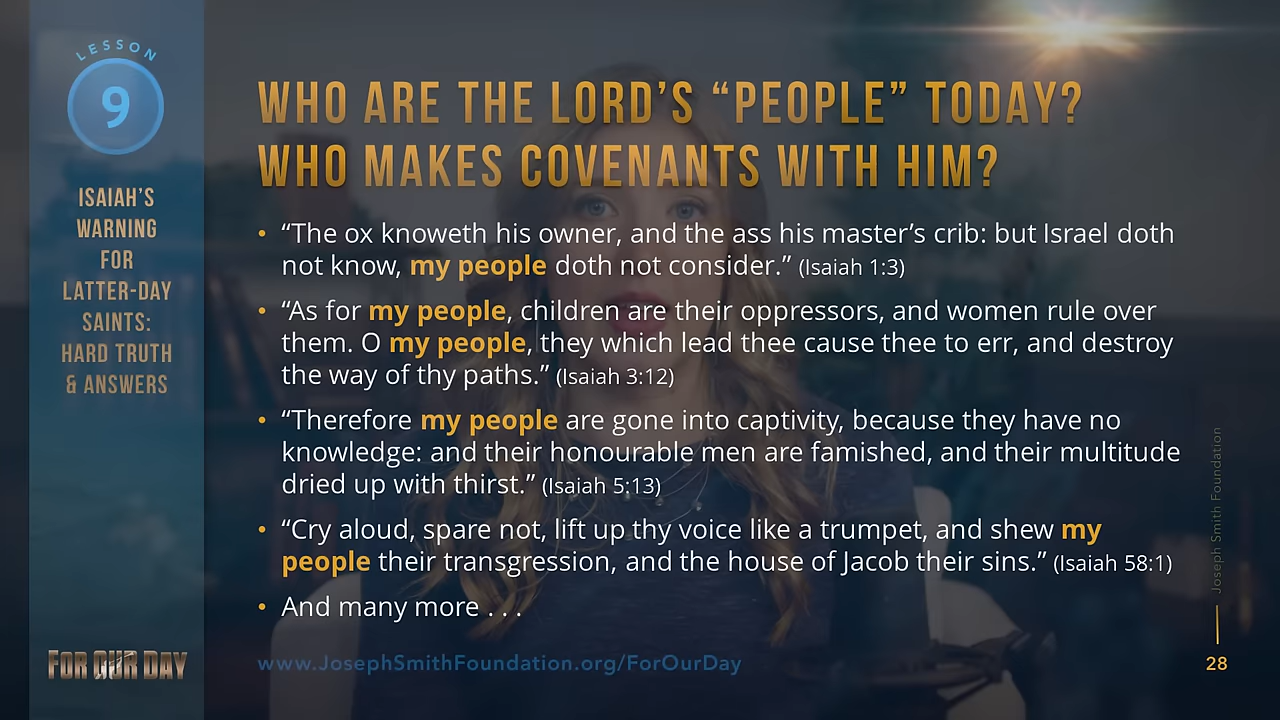 LESSON
9
ISAIAH’S
WARNING
FOR
LATTER-DAY
SAINTS:
HARD TRUTH
& ANSWERS
FOR OUR DAY
WHO ARE THE LORD’S “PEOPLE” TODAY?
WHO MAKES COVENANTS WITH HIM?
• “The ox knoweth his owner, and the ass his master’s crib: but Israel doth
not know, my people doth not consider.” (Isaiah 1:3)
• “As for my people, children are their oppressors, and women rule over
them. O my people, they which lead thee cause thee to err, and destroy
the way of thy paths.” (Isaiah 3:12)
• “Therefore my people are gone into captivity, because they have no
knowledge: and their honourable men are famished, and their multitude
dried up with thirst.” (Isaiah 5:13)
• “Cry aloud, spare not, lift up thy voice like a trumpet, and shew my
people their transgression, and the house of Jacob their sins.” (Isaiah 58:1)
• And many more . . .
www.JosephSmithFoundation.org/ForOurDay
Joseph Smith Foundation
28